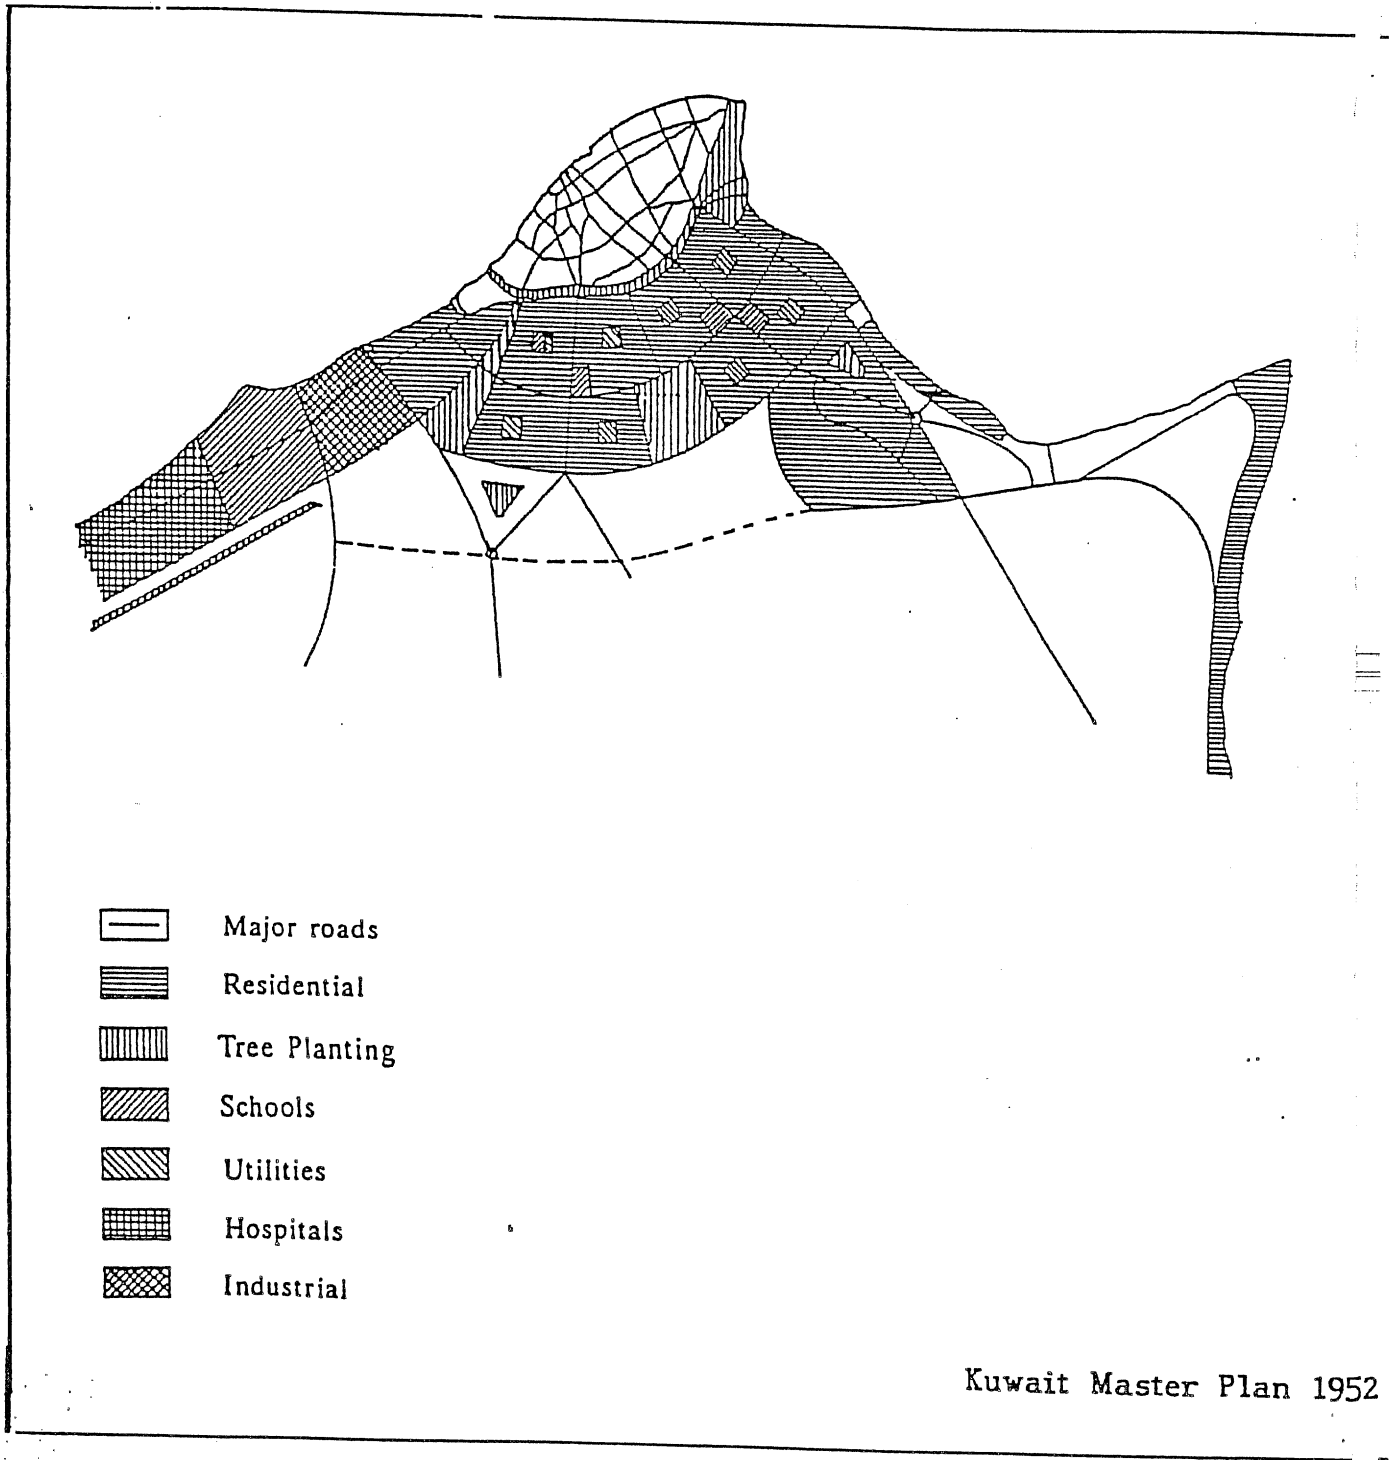 Major roads
Residential
Tree Planting
Schools
Utilities
Hospitals
Industrial
Kuwait Master Plan 1952